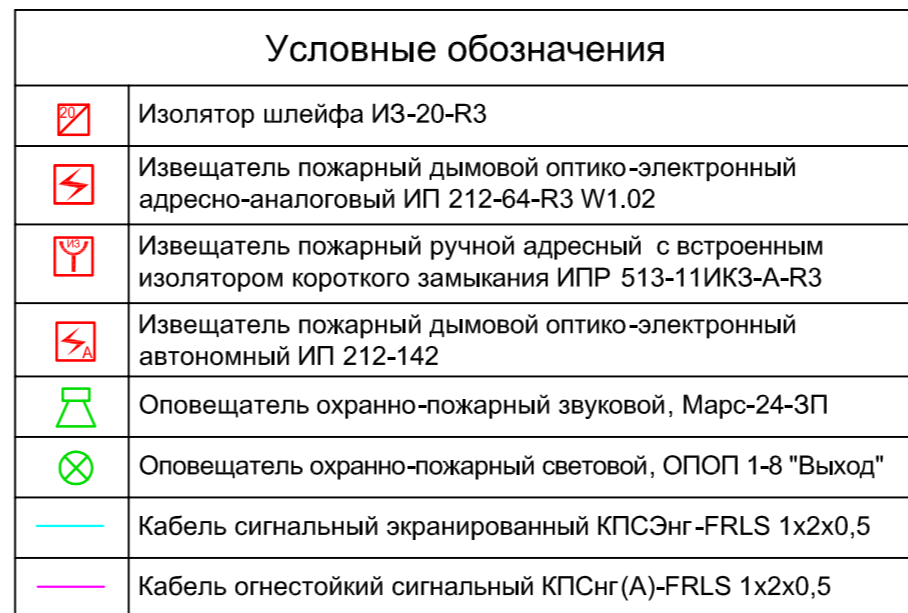 Условные обозначения
20
Изолятор шлейфа ИЗ-20-R3
Извещатель пожарный дымовой оптико-электронный
адресно-аналоговый ИП 212-64-R3 W1.02
ИЗ
Извещатель пожарный ручной адресный с встроенным
изолятором короткого замыкания ИПР 513-11ИКЗ-А-R3
А
Извещатель пожарный дымовой оптико-электронный
автономный ИП 212-142
Оповещатель охранно-пожарный звуковой, Марс-24-ЗП
Оповещатель охранно-пожарный световой, ОПОП 1-8 "Выход"
Кабель сигнальный экранированный КПСЭнг-FRLS 1х2х0,5
Кабель огнестойкий сигнальный КПСнг(А)-FRLS 1х2х0,5